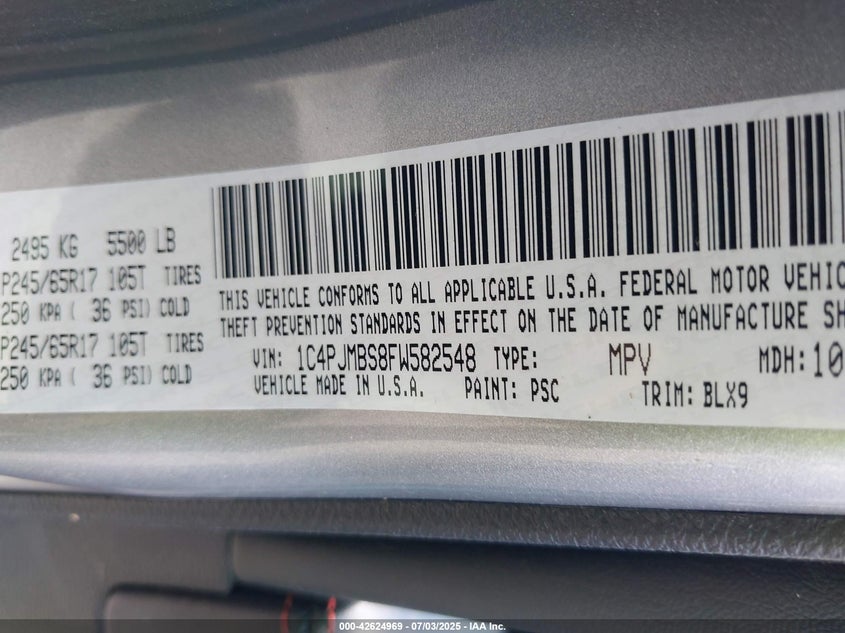 2495 KG 5500 LB
P245/65R17 105T TIRES
250 KPA ( 36 PSI) COLD
P245/65R17 105T TIRES
250 KPA ( 36 PSI) COLD
THIS VEHICLE CONFORMS TO ALL APPLICABLE U.S.A. FEDERAL MOTOR VEHIC
THEFT PREVENTION STANDARDS IN EFFECT ON THE DATE OF MANUFACTURE SH
VIN: 1C4PJMBS8FW582548 TYPE: MPV MDH: 10
VEHICLE MADE IN U.S.A. PAINT: PSC TRIM: BLX9
000-42624969 - 07/03/2025 - IAA Inc.